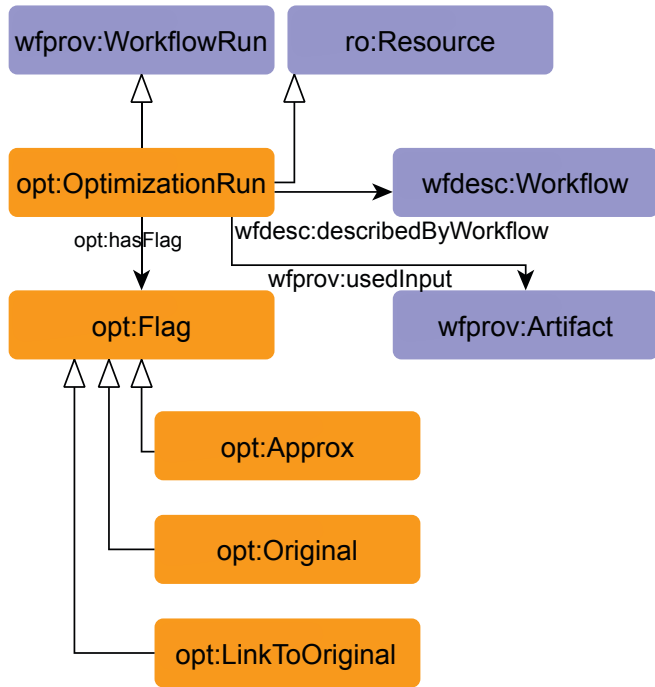 wfprov:WorkflowRun
ro:Resource
opt:OptimizationRun
wfdesc:Workflow
opt:hasFlag
wfdesc:describedByWorkflow
wfprov:usedInput
opt:Flag
wfprov:Artifact
opt:Approx
opt:Original
opt:LinkToOriginal